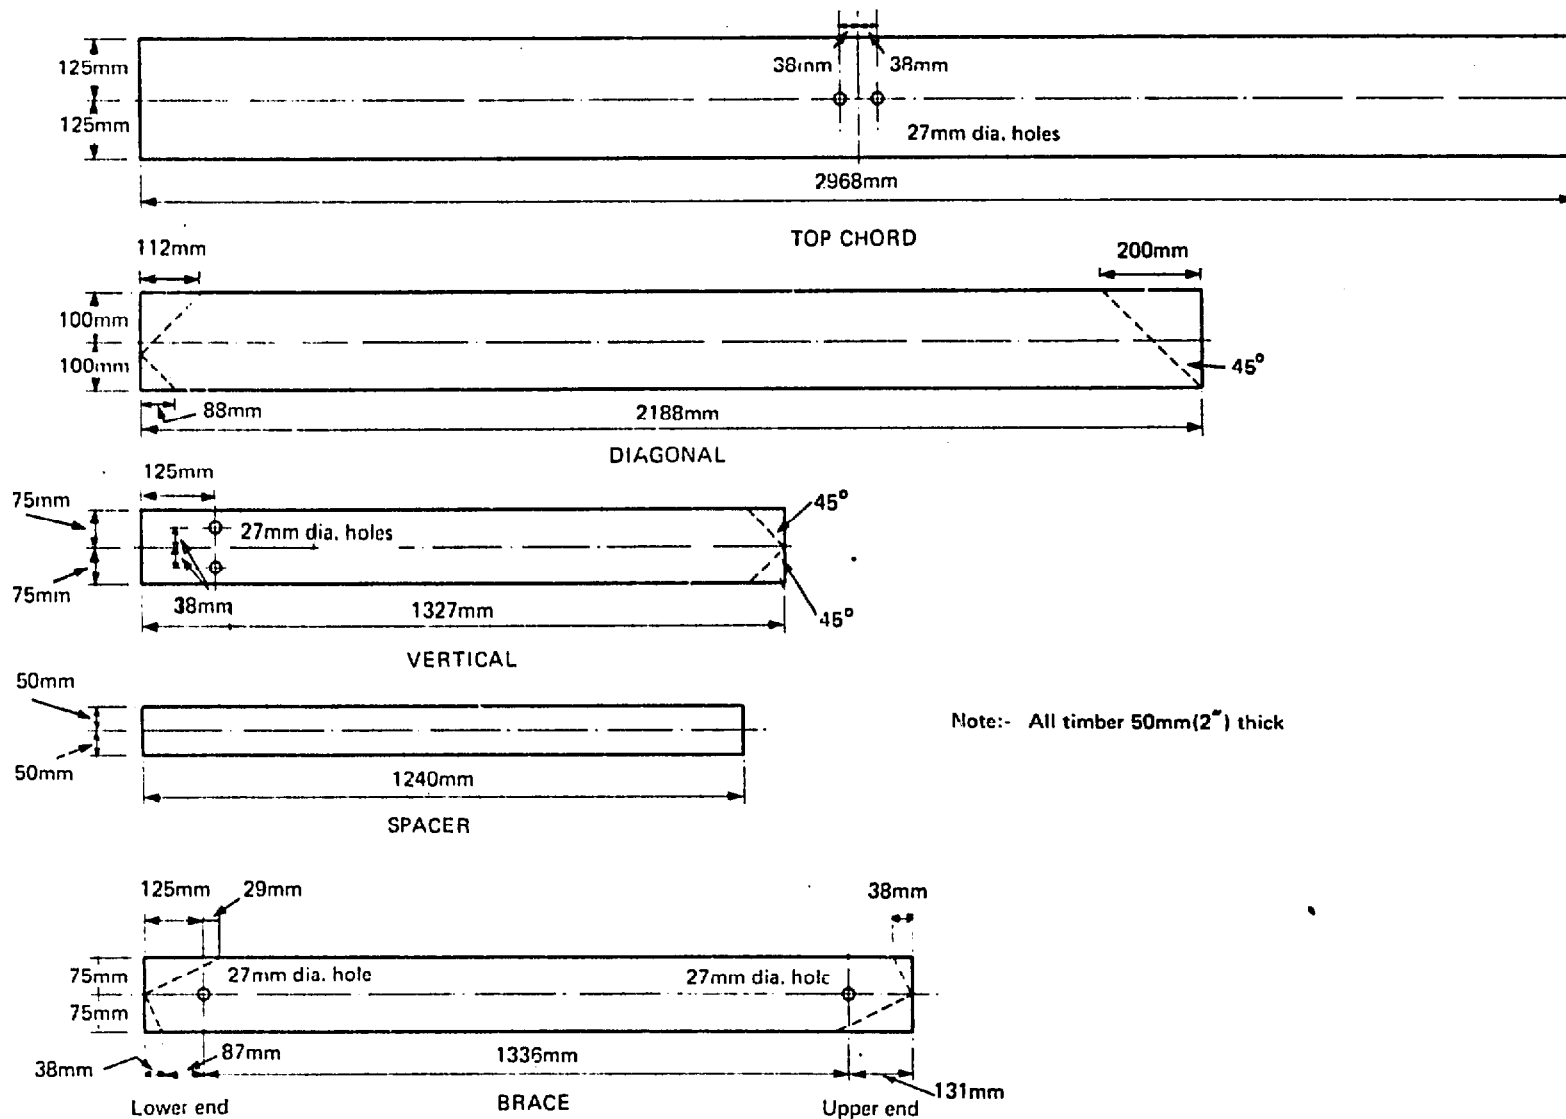 38mm 38mm
125mm
125mm
27mm dia. holes
2968mm
TOP CHORD
112mm
200mm
100mm
100mm
45°
88mm
2188mm
DIAGONAL
125mm
75mm
45°
27mm dia. holes
75mm
38mm
1327mm
45°
VERTICAL
50mm
Note:- All timber 50mm(2") thick
50mm
1240mm
SPACER
125mm 29mm
38mm
75mm
27mm dia. hole
27mm dia. hole
75mm
87mm
1336mm
38mm
131mm
Lower end
BRACE
Upper end